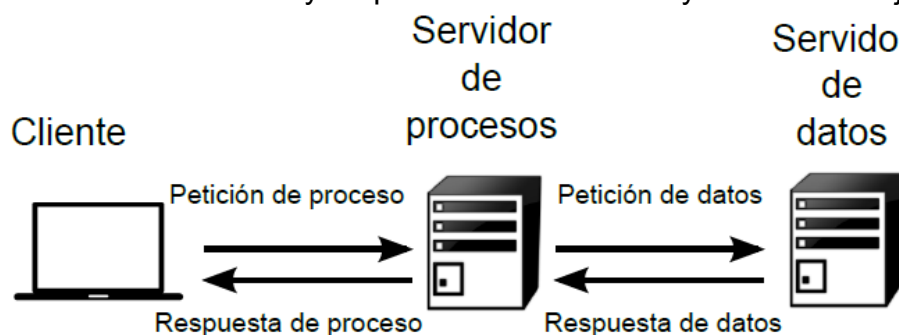 Cliente
Servidor
de
procesos
Servido
de
datos
Petición de proceso
Petición de datos
Respuesta de proceso
Respuesta de datos